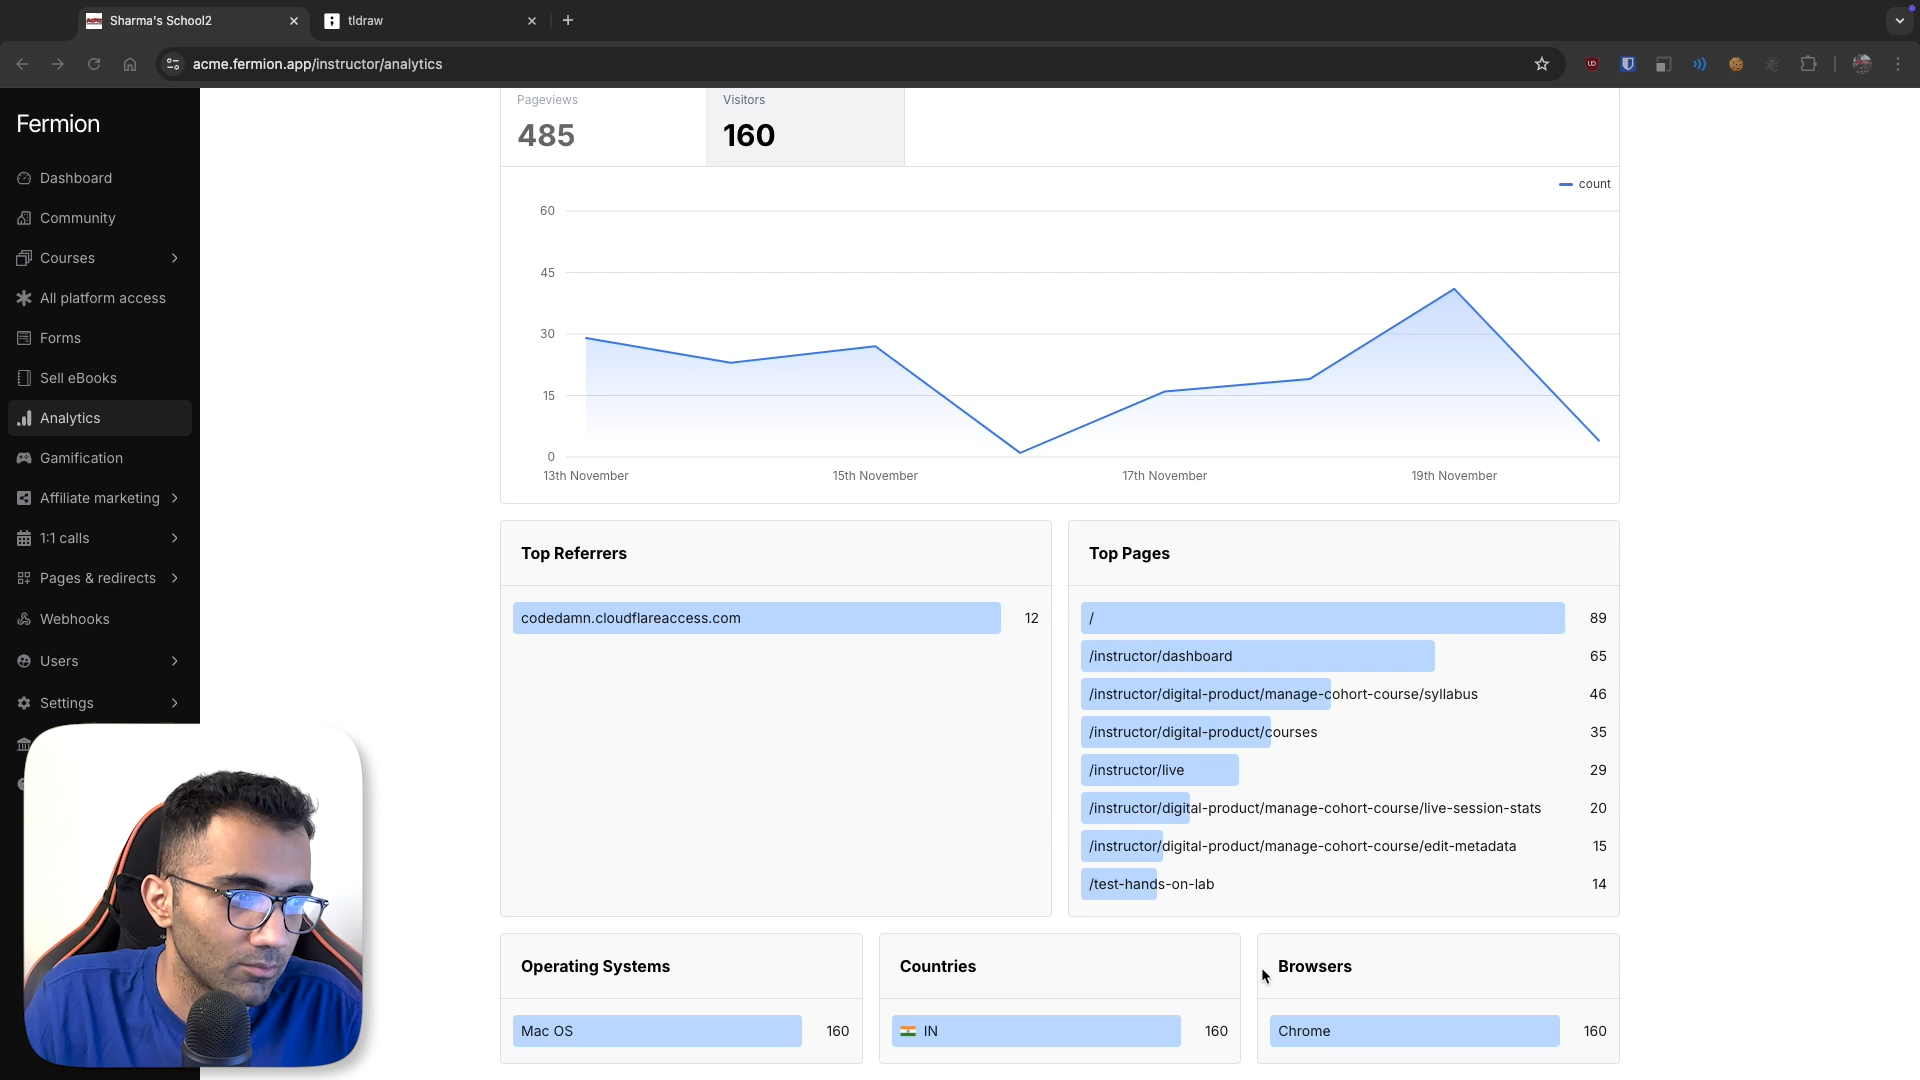 Sharma's School2
tldraw
acme.fermion.app/instructor/analytics
Fermion
Dashboard
Community
Courses
All platform access
Forms
Sell eBooks
Analytics
Gamification
Affiliate marketing
1:1 calls
Pages & redirects
Webhooks
Users
Settings
Pageviews
485
Visitors
160
count
60
45
30
15
0
13th November
15th November
17th November
19th November
Top Referrers
codedamn.cloudflareaccess.com 12
Top Pages
/ 89
/instructor/dashboard 65
/instructor/digital-product/manage-cohort-course/syllabus 46
/instructor/digital-product/courses 35
/instructor/live 29
/instructor/digital-product/manage-cohort-course/live-session-stats 20
/instructor/digital-product/manage-cohort-course/edit-metadata 15
/test-hands-on-lab 14
Operating Systems
Mac OS 160
Countries
IN 160
Browsers
Chrome 160